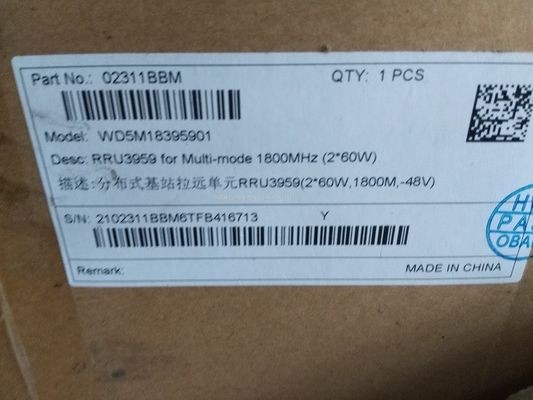 Part No.: 02311BBM
QTY: 1 PCS
Model: WD5M18395901
Desc: RRU3959 for Multi-mode 1800MHz (2*60W)
描述:分布式基站拉远单元RRU3959(2*60W,1800M,-48V)
S/N: 2102311BBM6TFB416713 Y
Remark:
MADE IN CHINA